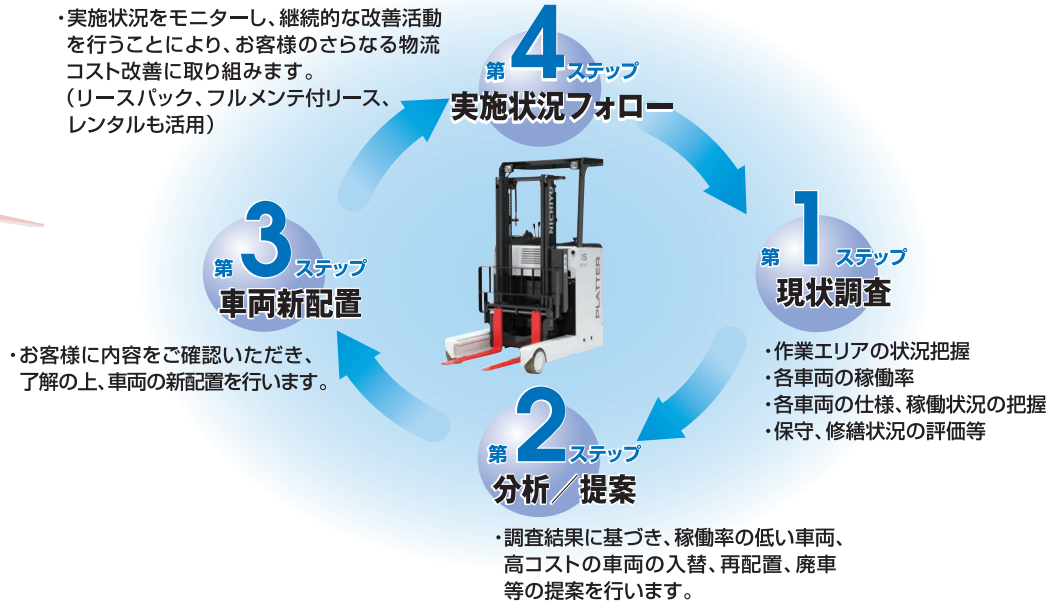 ・実施状況をモニターし、継続的な改善活動
を行うことにより、お客様のさらなる物流
コスト改善に取り組みます。
（リースパック、フルメンテ付リース、
レンタルも活用）
第4ステップ
実施状況フォロー
第1ステップ
現状調査
・作業エリアの状況把握
・各車両の稼働率
・各車両の仕様、稼働状況の把握
・保守、修繕状況の評価等
第2ステップ
分析／提案
・調査結果に基づき、稼働率の低い車両、
高コストの車両の入替、再配置、廃車
等の提案を行います。
第3ステップ
車両新配置
・お客様に内容をご確認いただき、
了解の上、車両の新配置を行います。
NICHIYU
15
PLATTER